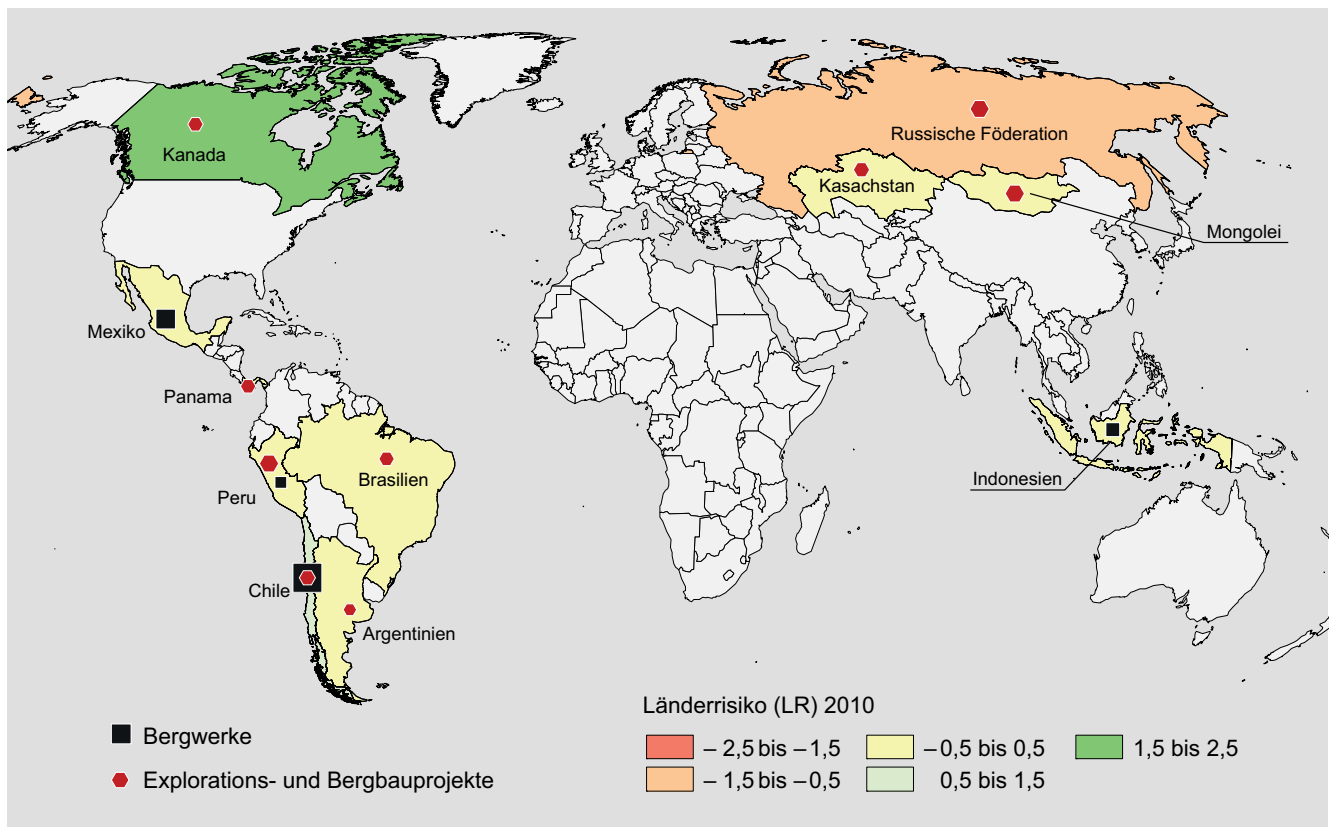 Kanada
Russische Föderation
Kasachstan
Mongolei
Mexiko
Panama
Peru
Brasilien
Indonesien
Chile
Argentinien
Bergwerke
Explorations- und Bergbauprojekte
Länderrisiko (LR) 2010
– 2,5 bis – 1,5
– 0,5 bis 0,5
1,5 bis 2,5
– 1,5 bis – 0,5
0,5 bis 1,5